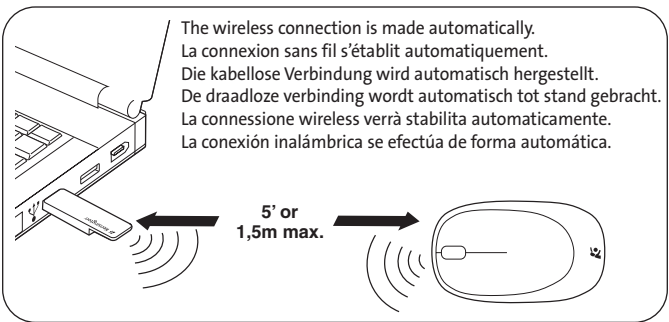 The wireless connection is made automatically.
La connexion sans fil s’établit automatiquement.
Die kabellose Verbindung wird automatisch hergestellt.
De draadloze verbinding wordt automatisch tot stand gebracht.
La connessione wireless verrà stabilita automaticamente.
La conexión inalámbrica se efectúa de forma automática.
5’ or
1,5m max.